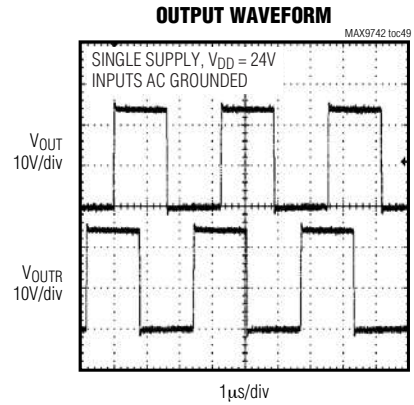 OUTPUT WAVEFORM
MAX9742 toc49
SINGLE SUPPLY, VDD = 24V
INPUTS AC GROUNDED
VOUT
10V/div
VOUTR
10V/div
1µs/div